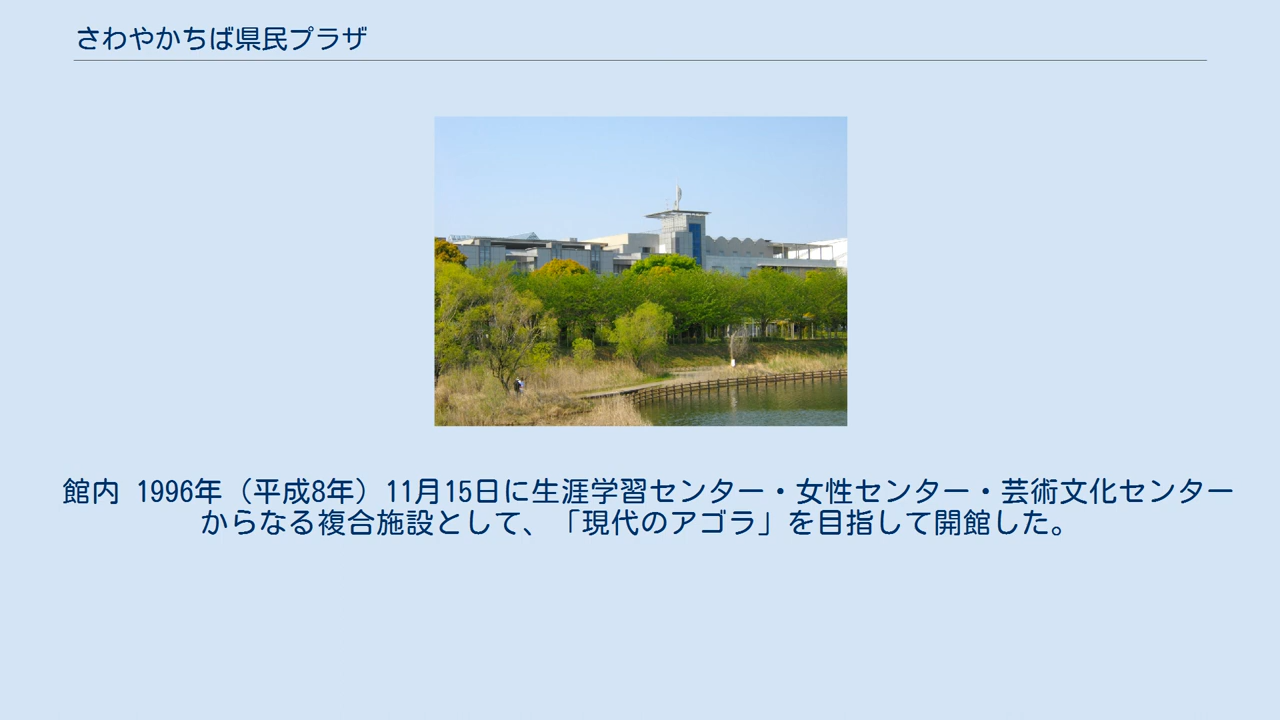 さわやかちば県民プラザ
館内 1996年（平成8年）11月15日に生涯学習センター・女性センター・芸術文化センター
からなる複合施設として、「現代のアゴラ」を目指して開館した。